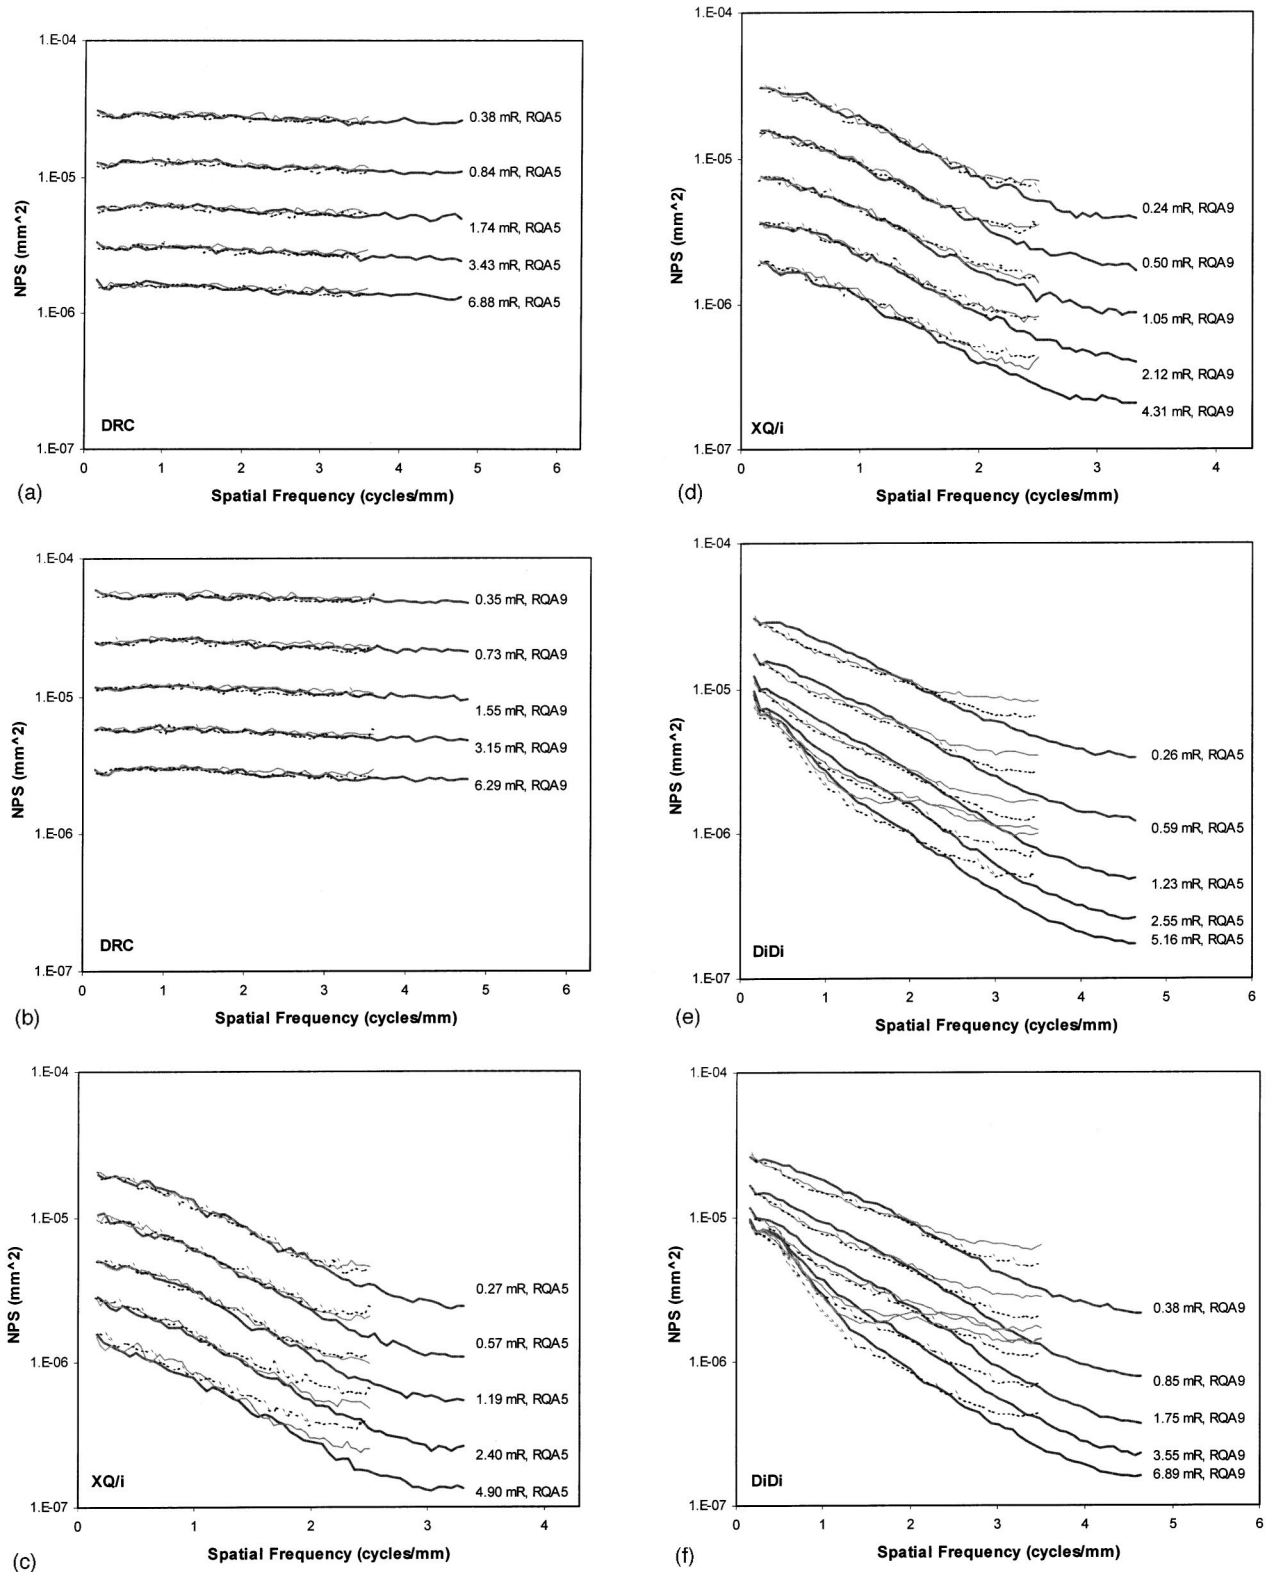 1.E-04
1.E-05
1.E-06
1.E-07
NPS (mm^2)
0.38 mR, RQA5
0.84 mR, RQA5
1.74 mR, RQA5
3.43 mR, RQA5
6.88 mR, RQA5
DRC
0 1 2 3 4 5 6
Spatial Frequency (cycles/mm)
(a)
1.E-04
1.E-05
1.E-06
1.E-07
NPS (mm^2)
0.35 mR, RQA9
0.73 mR, RQA9
1.55 mR, RQA9
3.15 mR, RQA9
6.29 mR, RQA9
DRC
0 1 2 3 4 5 6
Spatial Frequency (cycles/mm)
(b)
1.E-04
1.E-05
1.E-06
1.E-07
NPS (mm^2)
0.27 mR, RQA5
0.57 mR, RQA5
1.19 mR, RQA5
2.40 mR, RQA5
4.90 mR, RQA5
XQ/i
0 1 2 3 4
Spatial Frequency (cycles/mm)
(c)
1.E-04
1.E-05
1.E-06
1.E-07
NPS (mm^2)
0.24 mR, RQA9
0.50 mR, RQA9
1.05 mR, RQA9
2.12 mR, RQA9
4.31 mR, RQA9
XQ/i
0 1 2 3 4
Spatial Frequency (cycles/mm)
(d)
1.E-04
1.E-05
1.E-06
1.E-07
NPS (mm^2)
0.26 mR, RQA5
0.59 mR, RQA5
1.23 mR, RQA5
2.55 mR, RQA5
5.16 mR, RQA5
DiDi
0 1 2 3 4 5 6
Spatial Frequency (cycles/mm)
(e)
1.E-04
1.E-05
1.E-06
1.E-07
NPS (mm^2)
0.38 mR, RQA9
0.85 mR, RQA9
1.75 mR, RQA9
3.55 mR, RQA9
6.89 mR, RQA9
DiDi
0 1 2 3 4 5 6
Spatial Frequency (cycles/mm)
(f)